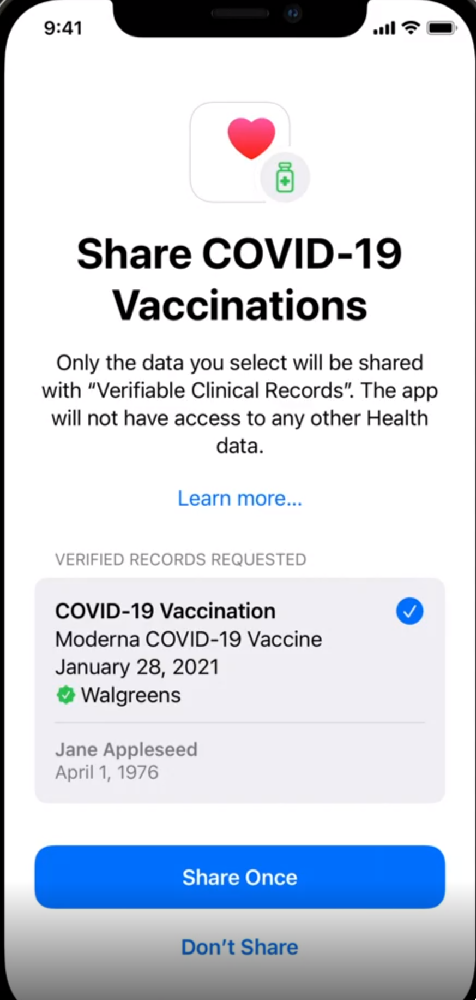 9:41
Share COVID-19
Vaccinations
Only the data you select will be shared
with “Verifiable Clinical Records”. The app
will not have access to any other Health
data.
Learn more...
VERIFIED RECORDS REQUESTED
COVID-19 Vaccination
Moderna COVID-19 Vaccine
January 28, 2021
Walgreens
Jane Appleseed
April 1, 1976
Share Once
Don’t Share